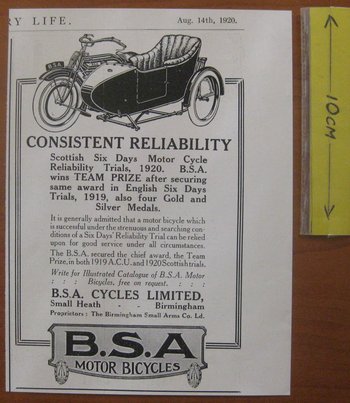 RY LIFE.
Aug. 14th, 1920.
B.S.A
10CM
CONSISTENT RELIABILITY
Scottish Six Days Motor Cycle
Reliability Trials, 1920. B.S.A.
wins TEAM PRIZE after securing
same award in English Six Days
Trials, 1919, also four Gold and
Silver Medals.
It is generally admitted that a motor bicycle which
is successful under the strenuous and searching con-
ditions of a Six Days' Reliability Trial can be relied
upon for good service under all circumstances.
The B.S.A. secured the chief award, the Team
Prize, in both 1919 A.C.U. and 1920 Scottish trials.
Write for Illustrated Catalogue of B.S.A. Motor
: : : Bicycles, free on request. : : :
B.S.A. CYCLES LIMITED,
Small Heath - - Birmingham
Proprietors : The Birmingham Small Arms Co. Ld.
B.S.A
MOTOR BICYCLES